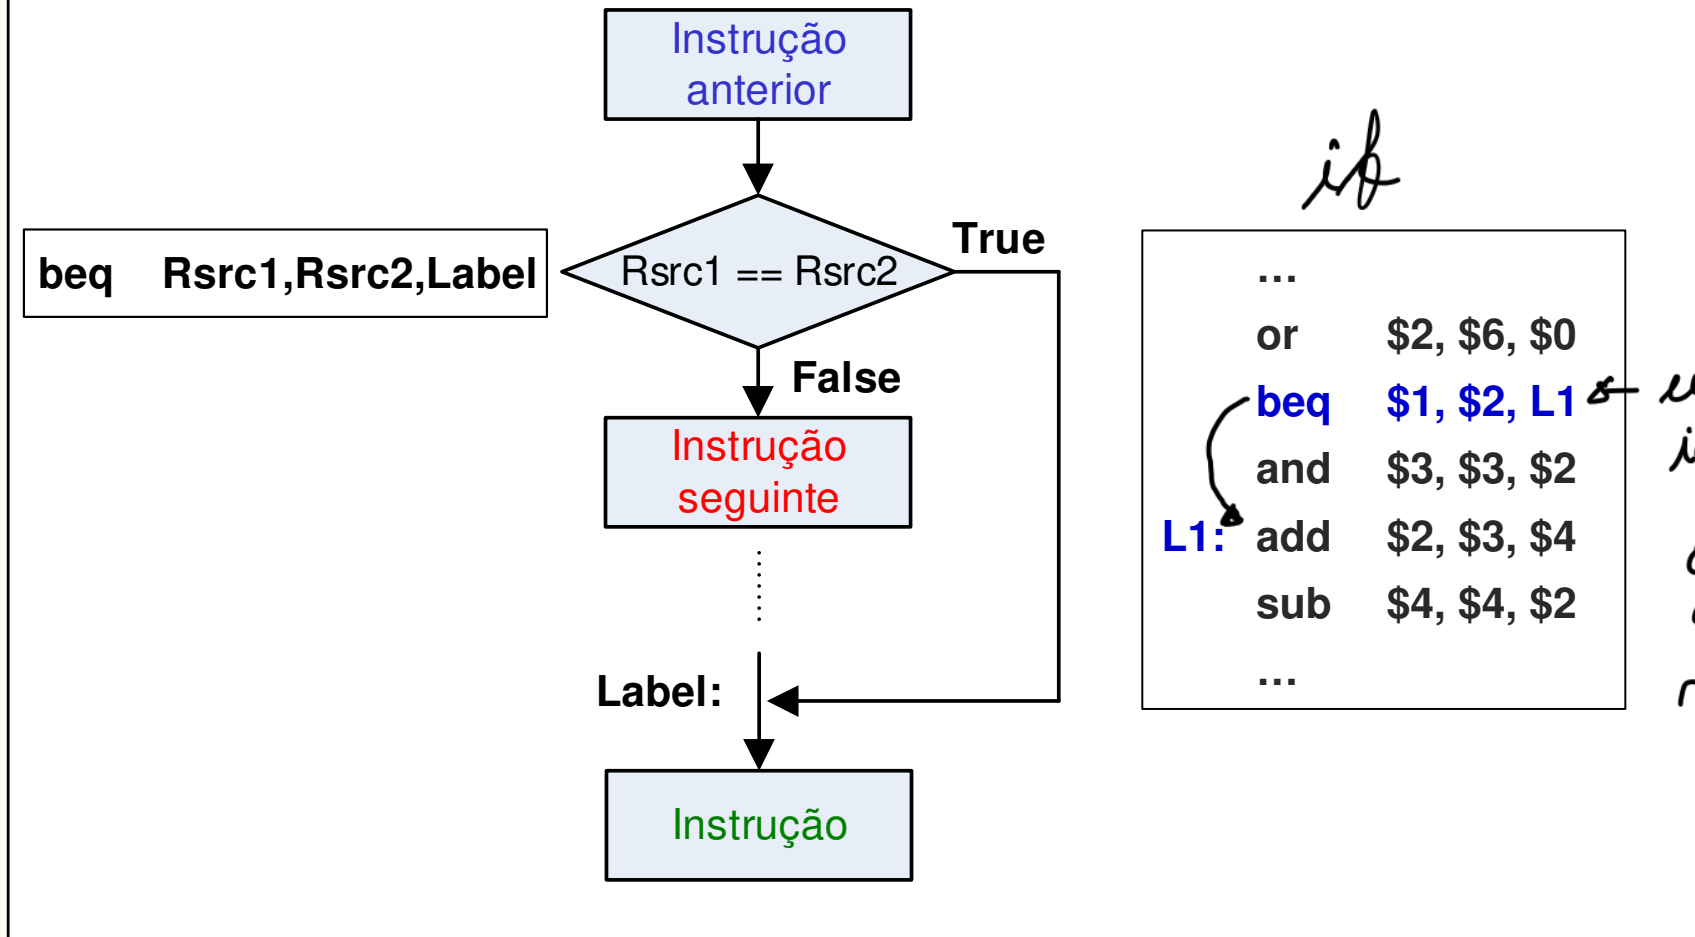 Instrução
anterior
beq Rsrc1,Rsrc2,Label
Rsrc1 == Rsrc2
True
False
Instrução
seguinte
Label:
Instrução
if
...
or $2, $6, $0
beq $1, $2, L1
and $3, $3, $2
L1: add $2, $3, $4
sub $4, $4, $2
...